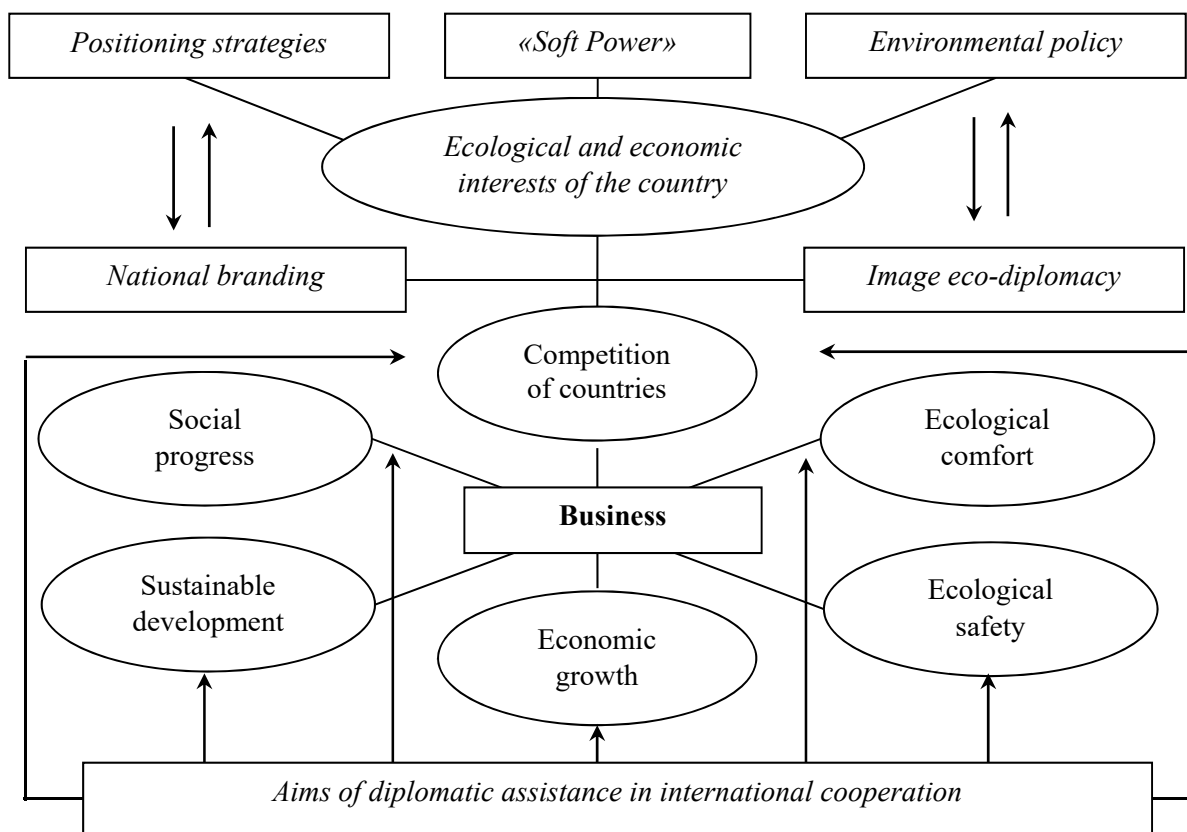 Positioning strategies
«Soft Power»
Environmental policy
Ecological and economic
interests of the country
National branding
Image eco-diplomacy
Competition
of countries
Social
progress
Ecological
comfort
Business
Sustainable
development
Economic
growth
Ecological
safety
Aims of diplomatic assistance in international cooperation